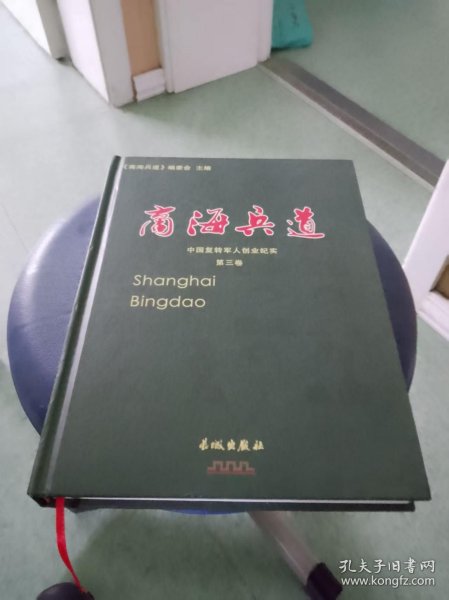 《商海兵道》编委会 主编
商海兵道
中国复转军人创业纪实
第三卷
Shanghai
Bingdao
长城出版社
孔夫子旧书网
www.kongfz.com